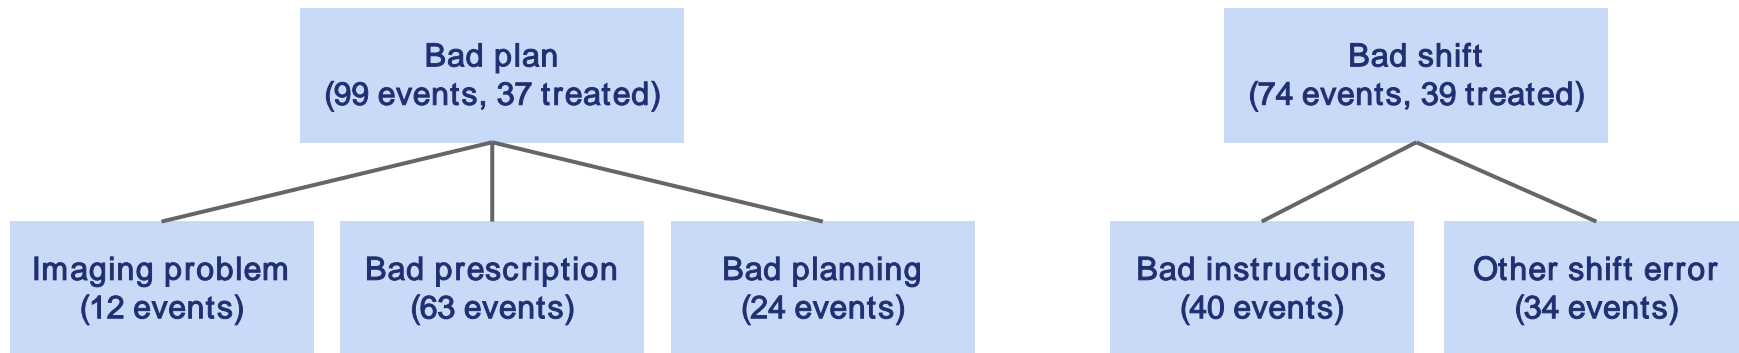 Bad plan
(99 events, 37 treated)
Bad shift
(74 events, 39 treated)
Imaging problem
(12 events)
Bad prescription
(63 events)
Bad planning
(24 events)
Bad instructions
(40 events)
Other shift error
(34 events)